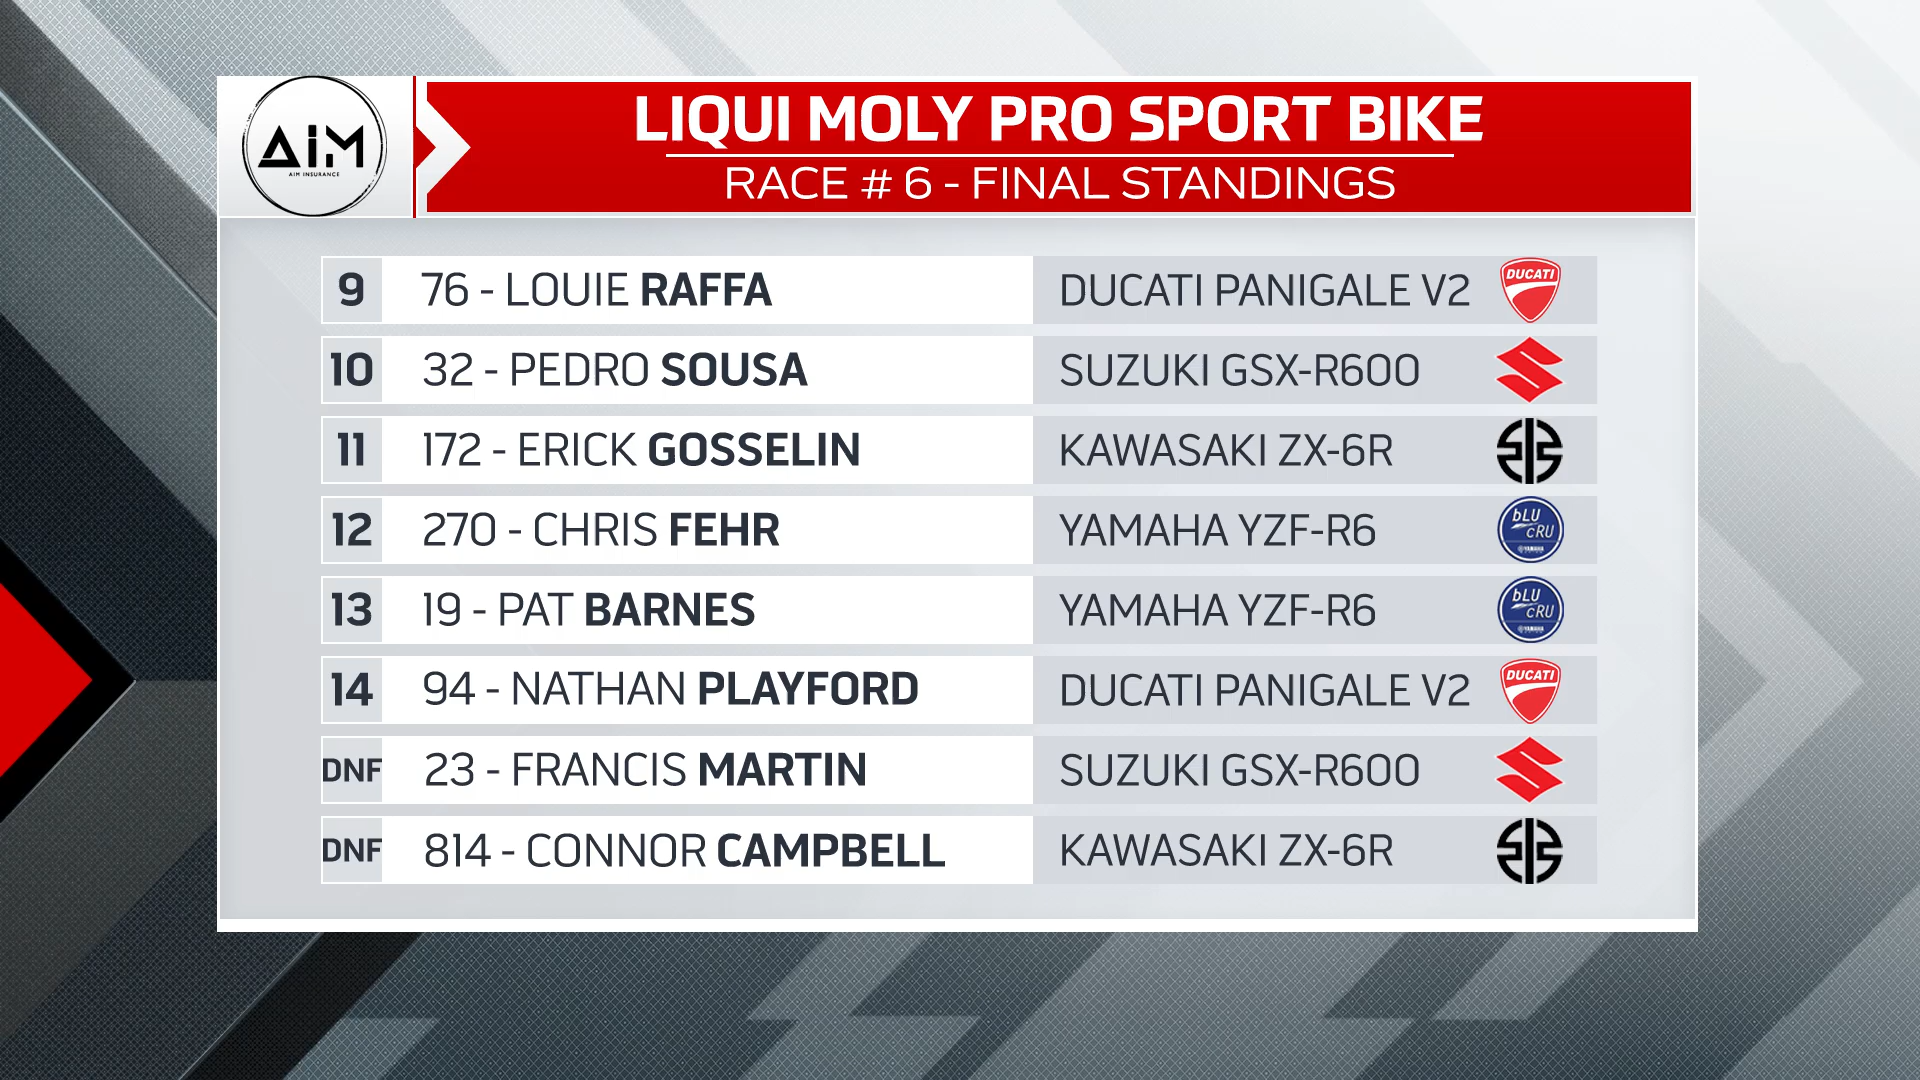 AIM
AIM INSURANCE
LIQUI MOLY PRO SPORT BIKE
RACE # 6 - FINAL STANDINGS
9 76 - LOUIE RAFFA DUCATI PANIGALE V2 DUCATI
10 32 - PEDRO SOUSA SUZUKI GSX-R600
11 172 - ERICK GOSSELIN KAWASAKI ZX-6R
12 270 - CHRIS FEHR YAMAHA YZF-R6 bLU cRU YAMAHA
13 19 - PAT BARNES YAMAHA YZF-R6 bLU cRU YAMAHA
14 94 - NATHAN PLAYFORD DUCATI PANIGALE V2 DUCATI
DNF 23 - FRANCIS MARTIN SUZUKI GSX-R600
DNF 814 - CONNOR CAMPBELL KAWASAKI ZX-6R